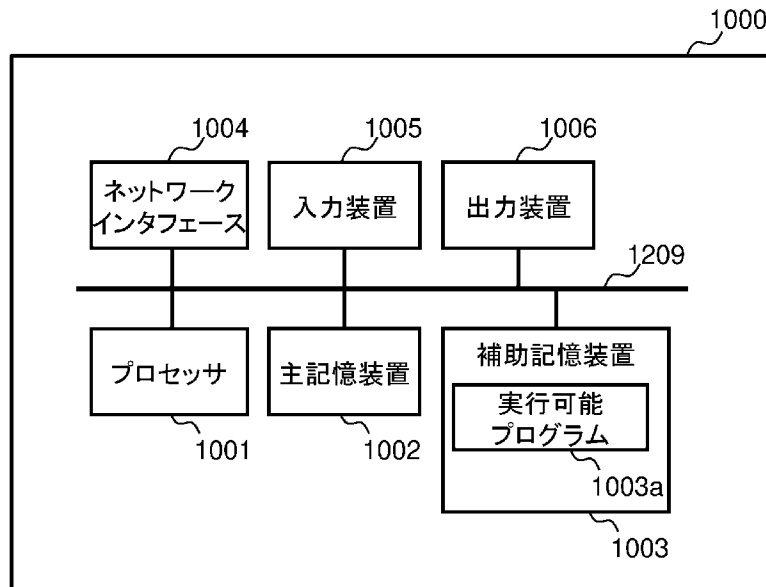 1000
1004
1005
1006
ネットワーク
インタフェース
入力装置
出力装置
1209
プロセッサ
主記憶装置
補助記憶装置
実行可能
プログラム
1001
1002
1003a
1003